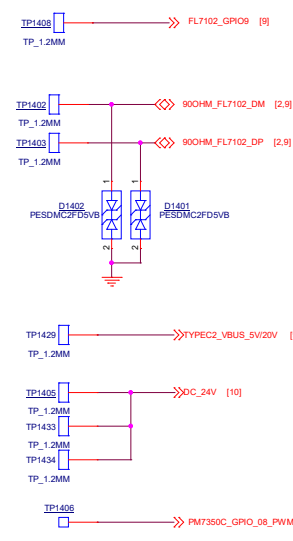 TP1408 FL7102_GPIO9 [9]
TP_1.2MM
TP1402 90OHM_FL7102_DM [2,9]
TP_1.2MM
TP1403 90OHM_FL7102_DP [2,9]
TP_1.2MM
1 1
D1402 D1401
PESDMC2FD5VB PESDMC2FD5VB
2 2
TP1429 TYPEC2_VBUS_5V/20V [
TP_1.2MM
TP1405 DC_24V [10]
TP_1.2MM
TP1433
TP_1.2MM
TP1434
TP_1.2MM
TP1406
PM7350C_GPIO_08_PWM